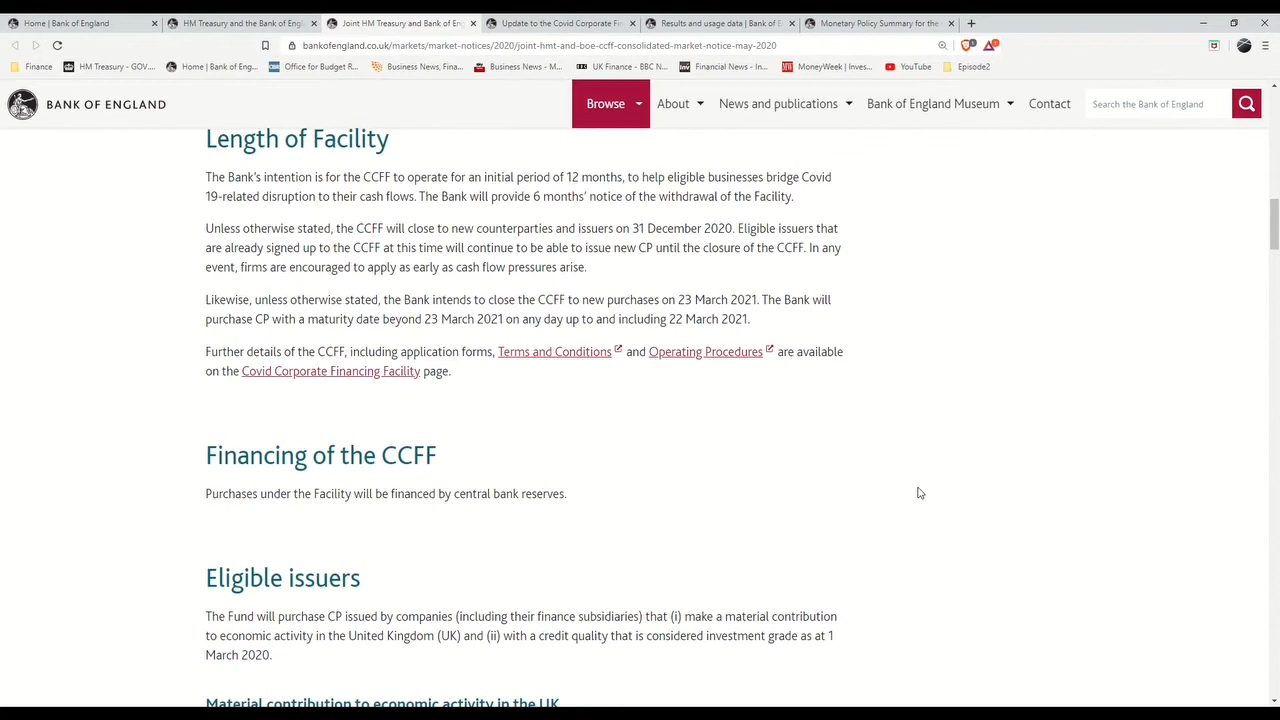 Home | Bank of England
HM Treasury and the Bank of Engl
Joint HM Treasury and Bank of Eng
Update to the Covid Corporate Fin
Results and usage data | Bank of E
Monetary Policy Summary for the
bankofengland.co.uk/markets/market-notices/2020/joint-hmt-and-boe-ccff-consolidated-market-notice-may-2020
Finance
HM Treasury - GOV....
Home | Bank of Eng...
Office for Budget R...
Business News, Fina...
Business News - M...
UK Finance - BBC N...
Financial News - In...
MoneyWeek | Inves...
YouTube
Episode2
BANK OF ENGLAND
Browse
About
News and publications
Bank of England Museum
Contact
Search the Bank of England
Length of Facility
The Bank's intention is for the CCFF to operate for an initial period of 12 months, to help eligible businesses bridge Covid
19-related disruption to their cash flows. The Bank will provide 6 months' notice of the withdrawal of the Facility.
Unless otherwise stated, the CCFF will close to new counterparties and issuers on 31 December 2020. Eligible issuers that
are already signed up to the CCFF at this time will continue to be able to issue new CP until the closure of the CCFF. In any
event, firms are encouraged to apply as early as cash flow pressures arise.
Likewise, unless otherwise stated, the Bank intends to close the CCFF to new purchases on 23 March 2021. The Bank will
purchase CP with a maturity date beyond 23 March 2021 on any day up to and including 22 March 2021.
Further details of the CCFF, including application forms, Terms and Conditions and Operating Procedures are available
on the Covid Corporate Financing Facility page.
Financing of the CCFF
Purchases under the Facility will be financed by central bank reserves.
Eligible issuers
The Fund will purchase CP issued by companies (including their finance subsidiaries) that (i) make a material contribution
to economic activity in the United Kingdom (UK) and (ii) with a credit quality that is considered investment grade as at 1
March 2020.
Material contribution to economic activity in the UK